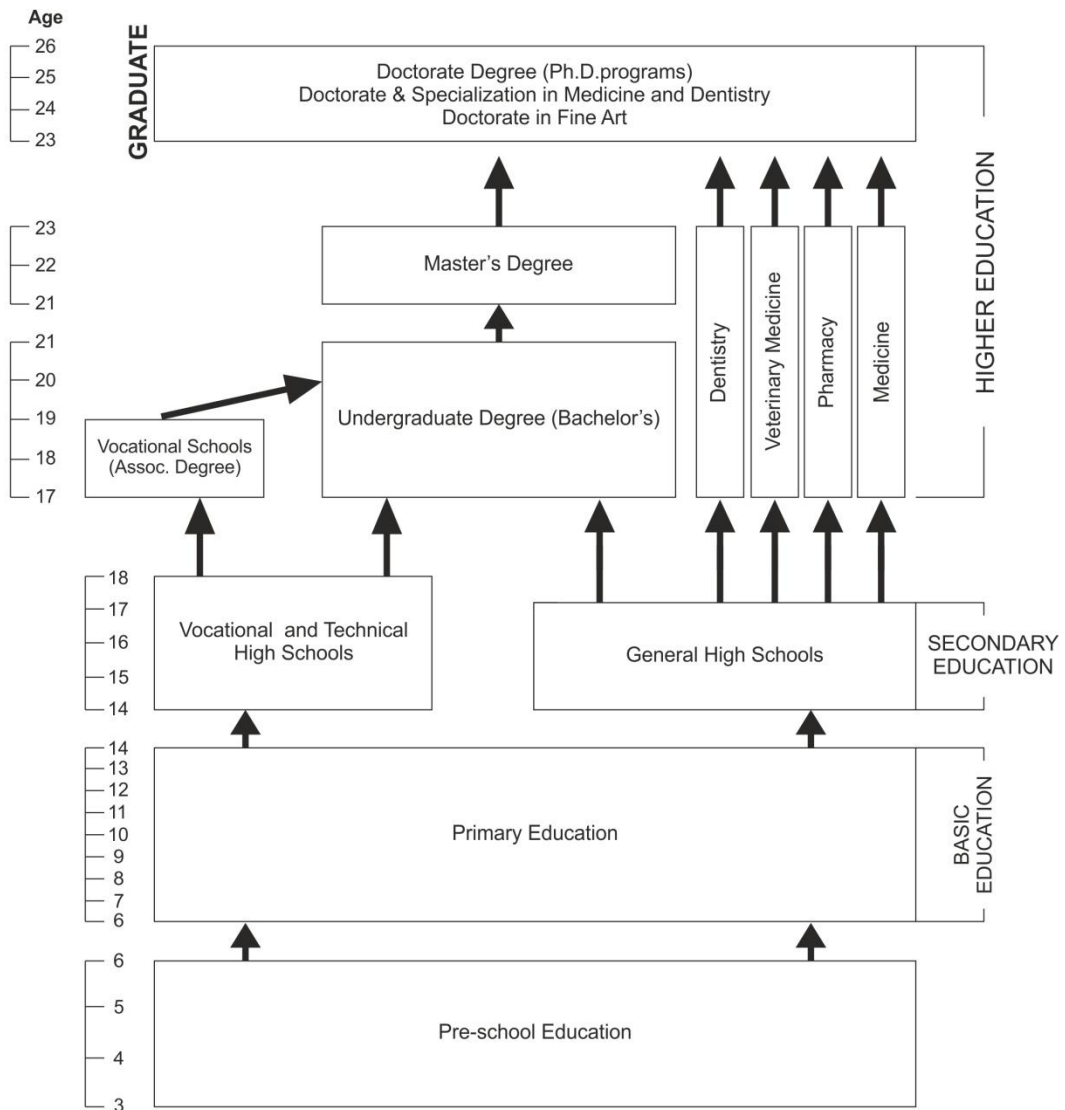 Age
26
25
24
23
GRADUATE
Doctorate Degree (Ph.D.programs)
Doctorate & Specialization in Medicine and Dentistry
Doctorate in Fine Art
HIGHER EDUCATION
23
22
21
Master's Degree
Dentistry
Veterinary Medicine
Pharmacy
Medicine
21
20
19
18
17
Undergraduate Degree (Bachelor's)
Vocational Schools
(Assoc. Degree)
18
17
16
15
14
Vocational and Technical
High Schools
General High Schools
SECONDARY
EDUCATION
14
13
12
11
10
9
8
7
6
Primary Education
BASIC
EDUCATION
6
5
4
3
Pre-school Education